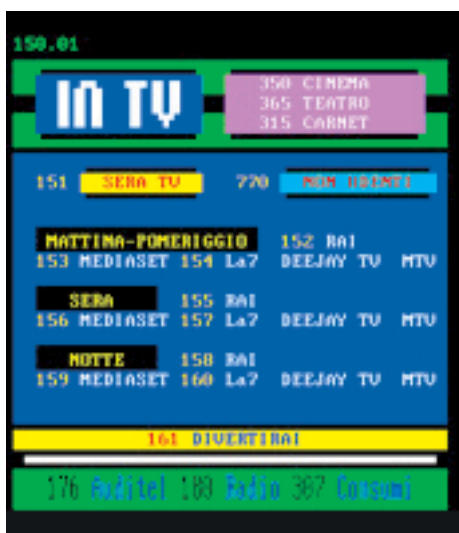 150.01
IN TV
350 CINEMA
365 TEATRO
315 CARNET
151 SERA TV 770 NON UDENTI
MATTINA-POMERIGGIO 152 RAI
153 MEDIASET 154 La7 DEEJAY TV MTV
SERA 155 RAI
156 MEDIASET 157 La7 DEEJAY TV MTV
NOTTE 158 RAI
159 MEDIASET 160 La7 DEEJAY TV MTV
161 DIVERTIRAI
176 Auditel 180 Radio 307 Consumi